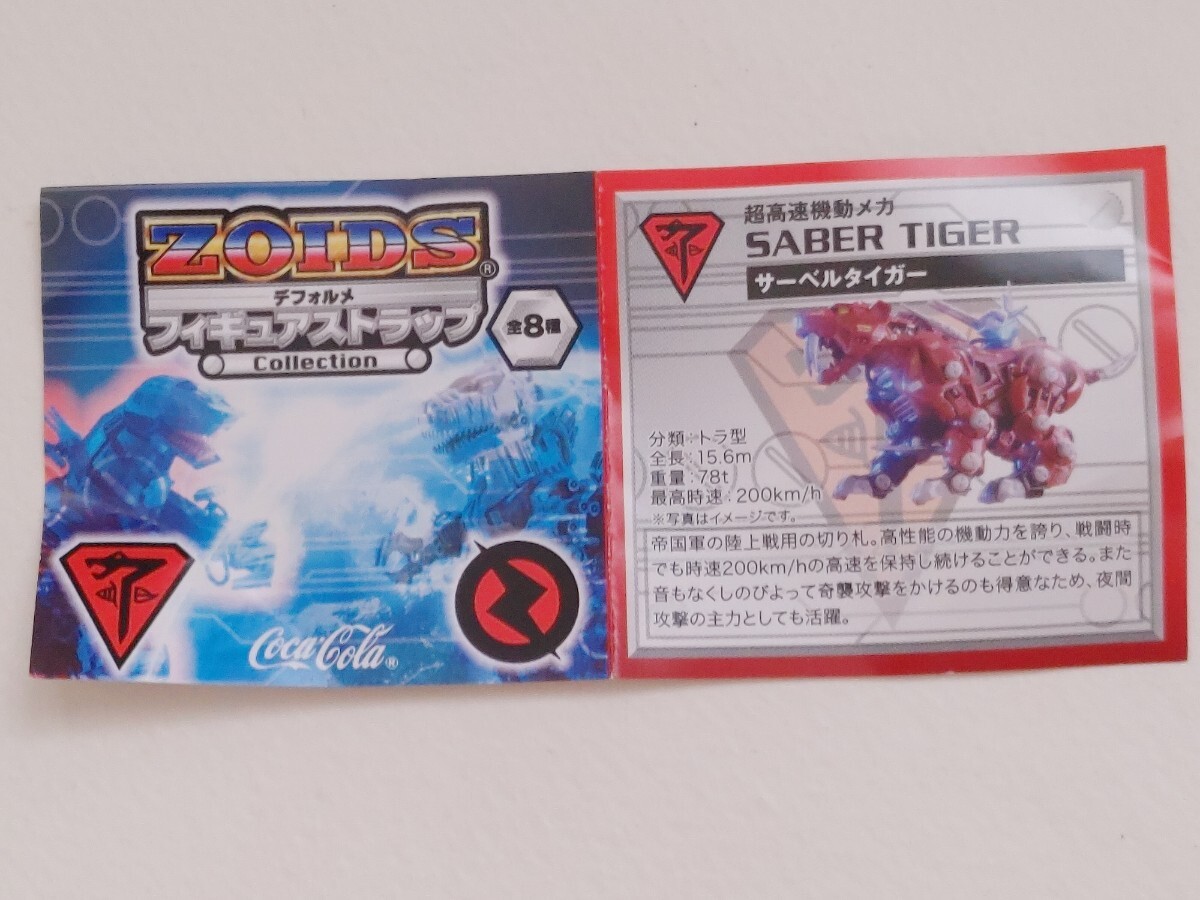 ZOIDS®
デフォルメ
フィギュアストラップ
Collection
全8種
Coca-Cola®
超高速機動メカ
SABER TIGER
サーベルタイガー
分類:トラ型
全長:15.6m
重量:78t
最高時速:200km/h
※写真はイメージです。
帝国軍の陸上戦用の切り札。高性能の機動力を誇り、戦闘時
でも時速200km/hの高速を保持し続けることができる。また
音もなくしのびよって奇襲攻撃をかけるのも得意なため、夜間
攻撃の主力としても活躍。